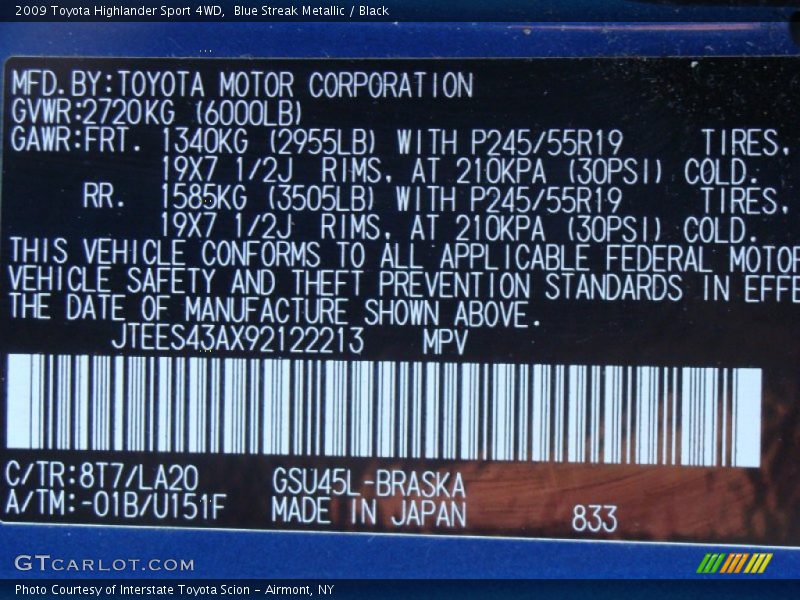 2009 Toyota Highlander Sport 4WD,  Blue Streak Metallic / Black
MFD.BY:TOYOTA MOTOR CORPORATION
GVWR:2720KG (6000LB)
GAWR:FRT. 1340KG (2955LB) WITH P245/55R19 TIRES,
19X7 1/2J RIMS, AT 210KPA (30PSI) COLD.
RR. 1585KG (3505LB) WITH P245/55R19 TIRES,
19X7 1/2J RIMS, AT 210KPA (30PSI) COLD.
THIS VEHICLE CONFORMS TO ALL APPLICABLE FEDERAL MOTOR
VEHICLE SAFETY AND THEFT PREVENTION STANDARDS IN EFFE
THE DATE OF MANUFACTURE SHOWN ABOVE.
JTEES43AX92122213 MPV
C/TR:8T7/LA20 GSU45L-BRASKA
A/TM:-01B/U151F MADE IN JAPAN 833
GTCARLOT.COM
Photo Courtesy of Interstate Toyota Scion - Airmont, NY